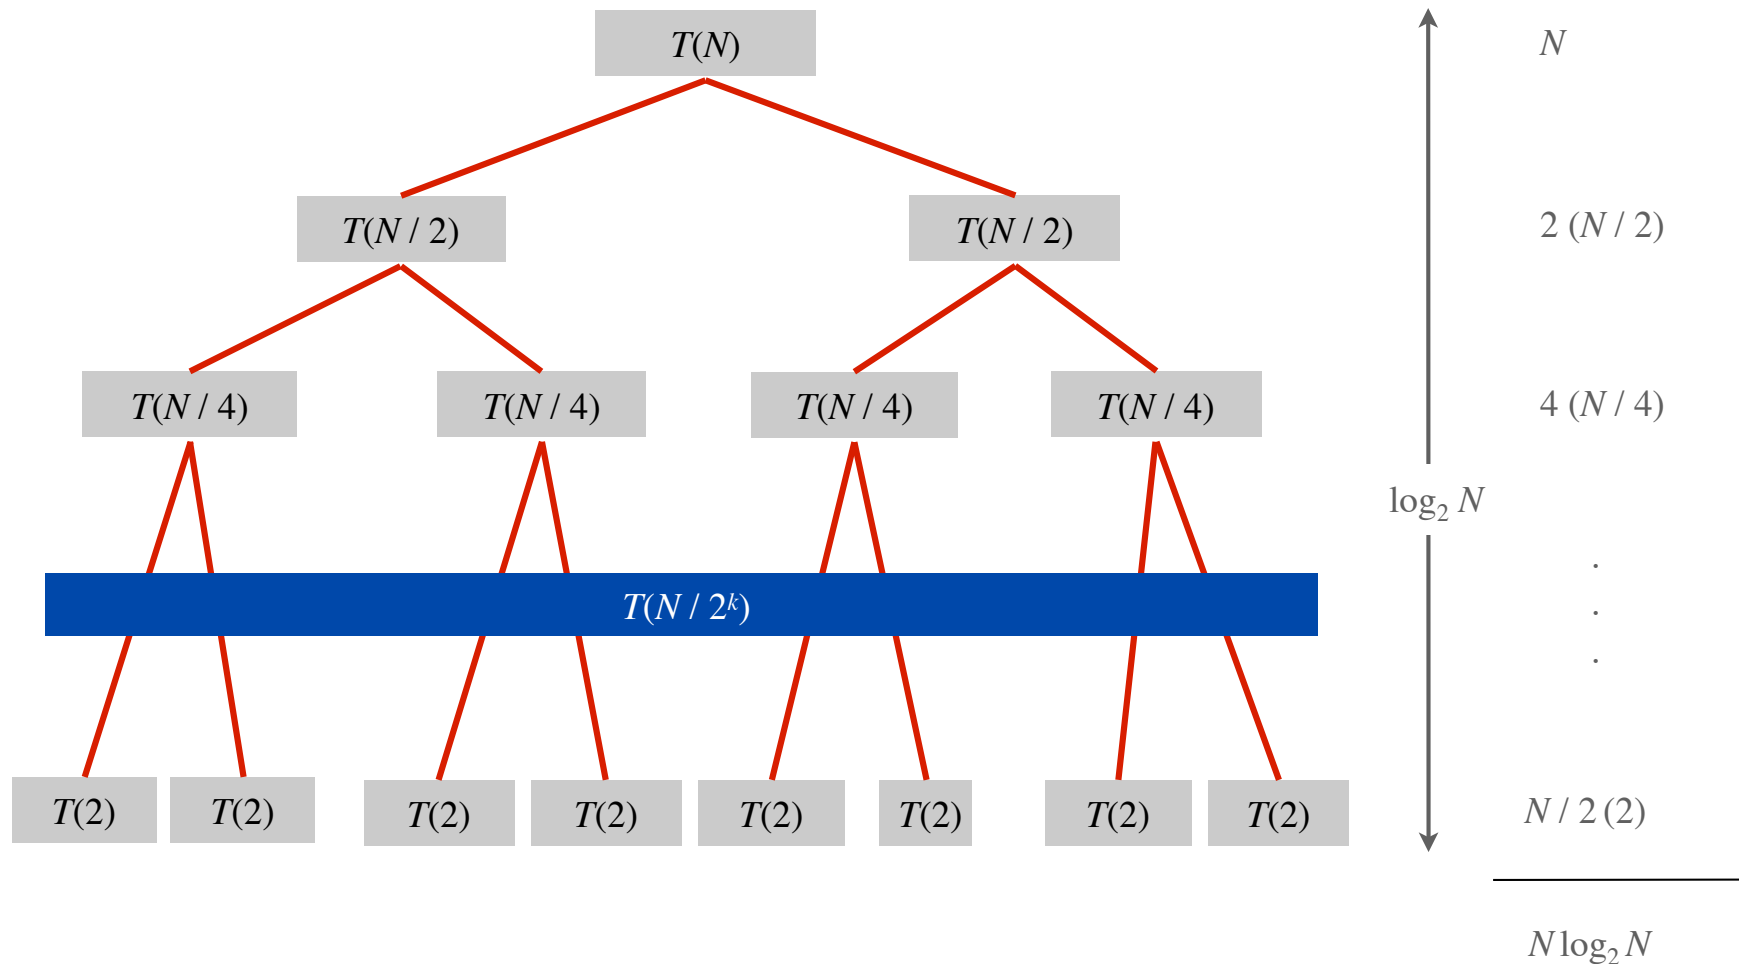 T(N) N
T(N / 2) T(N / 2) 2 (N / 2)
T(N / 4) T(N / 4) T(N / 4) T(N / 4) 4 (N / 4)
log₂ N
.
T(N / 2ᵏ) .
.
T(2) T(2) T(2) T(2) T(2) T(2) T(2) T(2) N / 2 (2)
N log₂ N